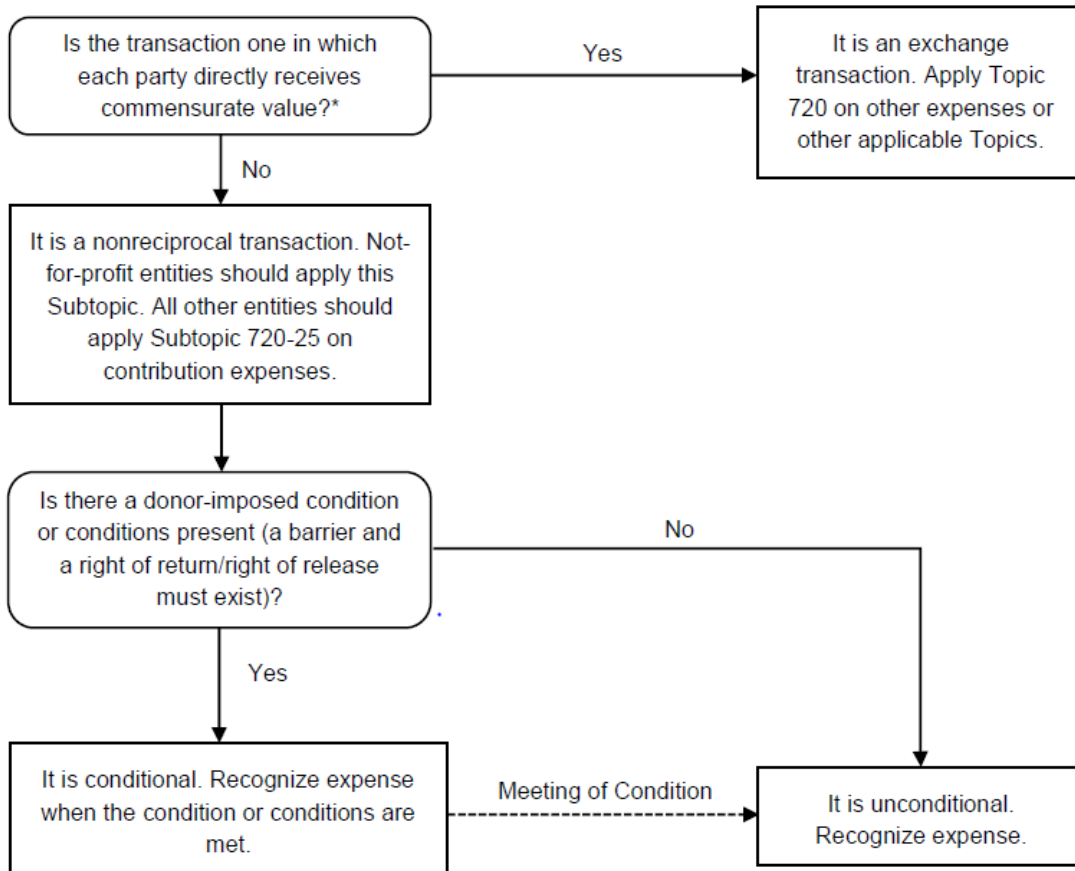 Is the transaction one in which
each party directly receives
commensurate value?*
Yes
It is an exchange
transaction. Apply Topic
720 on other expenses or
other applicable Topics.
No
It is a nonreciprocal transaction. Not-
for-profit entities should apply this
Subtopic. All other entities should
apply Subtopic 720-25 on
contribution expenses.
Is there a donor-imposed condition
or conditions present (a barrier and
a right of return/right of release
must exist)?
No
Yes
It is conditional. Recognize expense
when the condition or conditions are
met.
Meeting of Condition
It is unconditional.
Recognize expense.